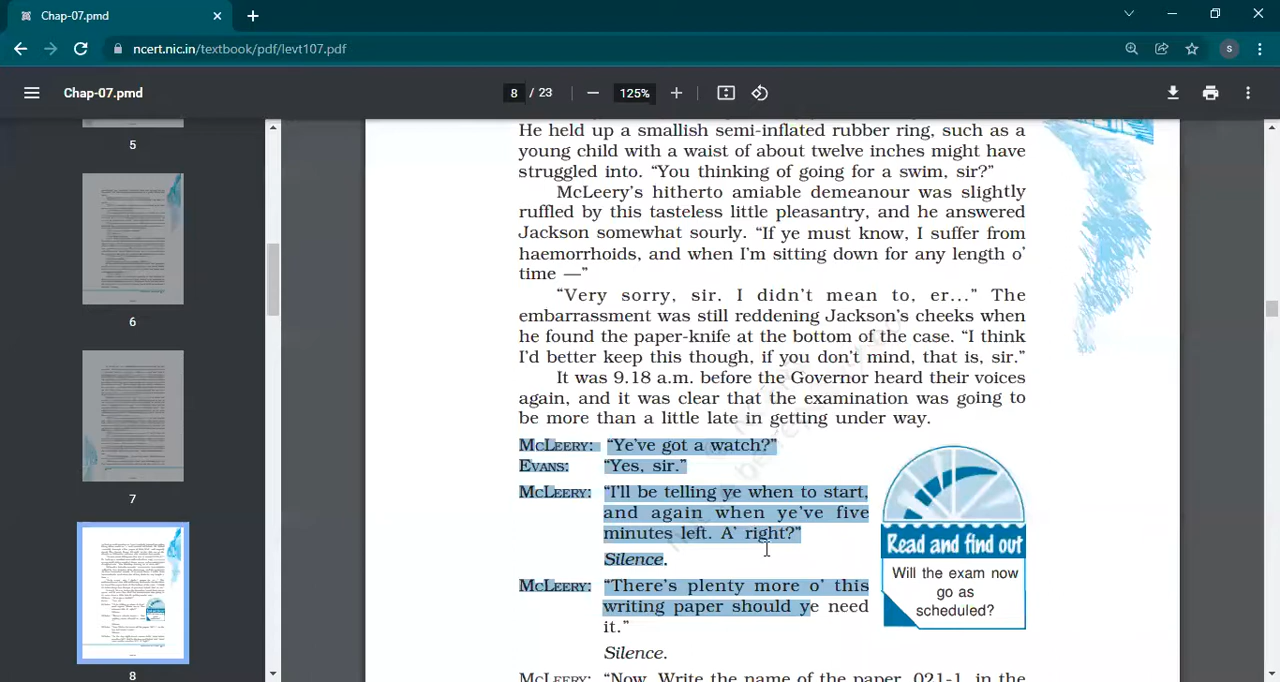 Chap-07.pmd
ncert.nic.in/textbook/pdf/levt107.pdf
S
Chap-07.pmd
8 / 23
125%
5
6
7
8
He held up a smallish semi-inflated rubber ring, such as a
young child with a waist of about twelve inches might have
struggled into. “You thinking of going for a swim, sir?”
McLeery's hitherto amiable demeanour was slightly
ruffled by this tasteless little pleasantry, and he answered
Jackson somewhat sourly. “If ye must know, I suffer from
haemorrhoids, and when I'm sitting down for any length o'
time —”
“Very sorry, sir. I didn't mean to, er...” The
embarrassment was still reddening Jackson's cheeks when
he found the paper-knife at the bottom of the case. “I think
I'd better keep this though, if you don't mind, that is, sir.”
It was 9.18 a.m. before the Governor heard their voices
again, and it was clear that the examination was going to
be more than a little late in getting under way.
MCLEERY: “Ye've got a watch?”
EVANS: “Yes, sir.”
MCLEERY: “I'll be telling ye when to start,
and again when ye've five
minutes left. A' right?”
Silence.
MCLEERY: “There's plenty more o' this
writing paper should ye need
it.”
Silence.
MCLEERY: “Now. Write the name of the paper, 021-1, in the
Read and find out
Will the exam now
go as
scheduled?